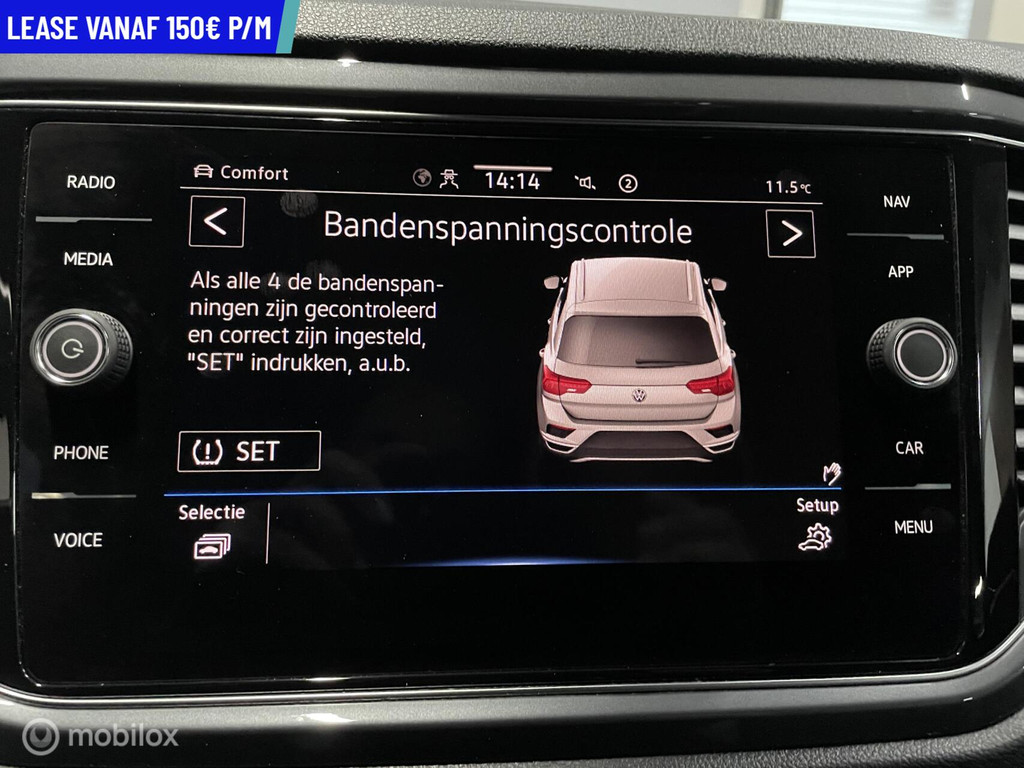 LEASE VANAF 150€ P/M
RADIO
MEDIA
PHONE
VOICE
Comfort
14:14
2
11.5°C
<
Bandenspanningscontrole
>
Als alle 4 de bandenspan-
ningen zijn gecontroleerd
en correct zijn ingesteld,
"SET" indrukken, a.u.b.
SET
Selectie
Setup
NAV
APP
CAR
MENU
mobilox